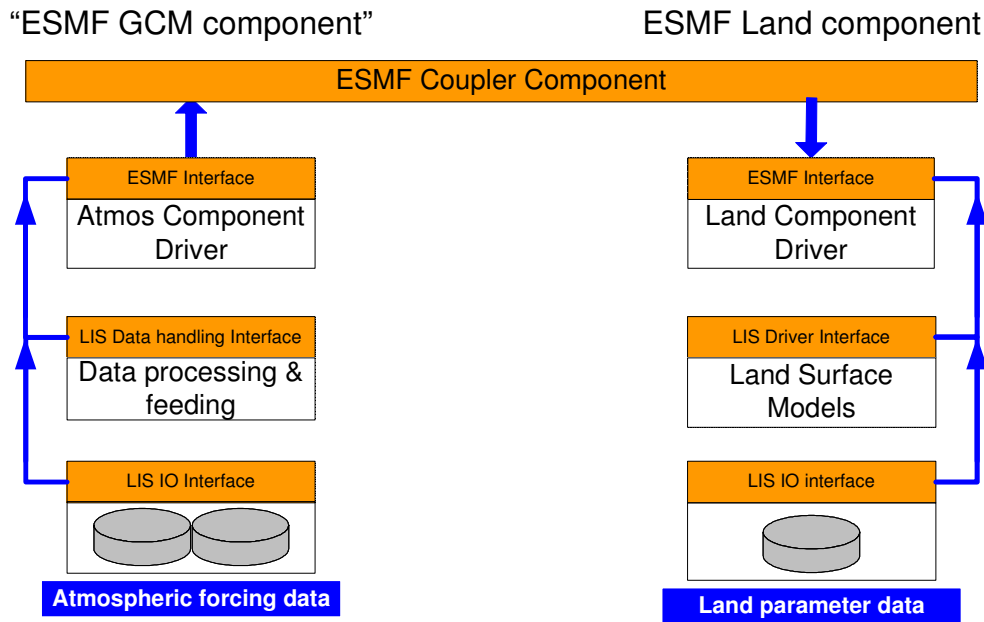 “ESMF GCM component”
ESMF Land component
ESMF Coupler Component
ESMF Interface
Atmos Component
Driver
LIS Data handling Interface
Data processing &
feeding
LIS IO Interface
Atmospheric forcing data
ESMF Interface
Land Component
Driver
LIS Driver Interface
Land Surface
Models
LIS IO interface
Land parameter data